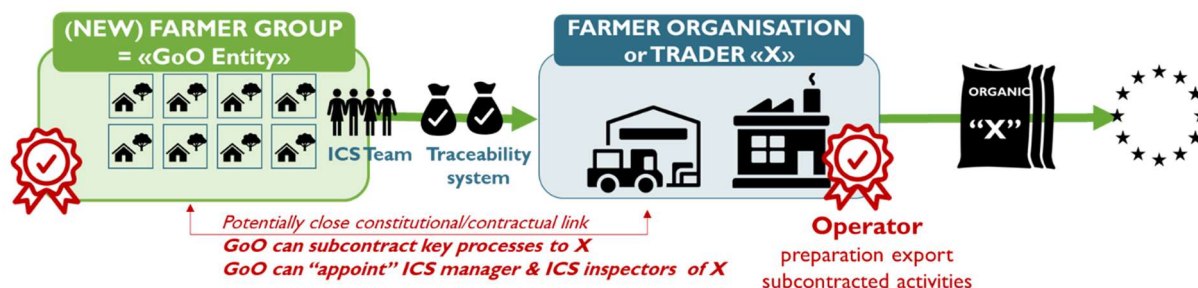 (NEW) FARMER GROUP
= «GoO Entity»
ICS Team
Traceability
system
FARMER ORGANISATION
or TRADER «X»
ORGANIC
“X”
Potentially close constitutional/contractual link
GoO can subcontract key processes to X
GoO can “appoint” ICS manager & ICS inspectors of X
Operator
preparation export
subcontracted activities